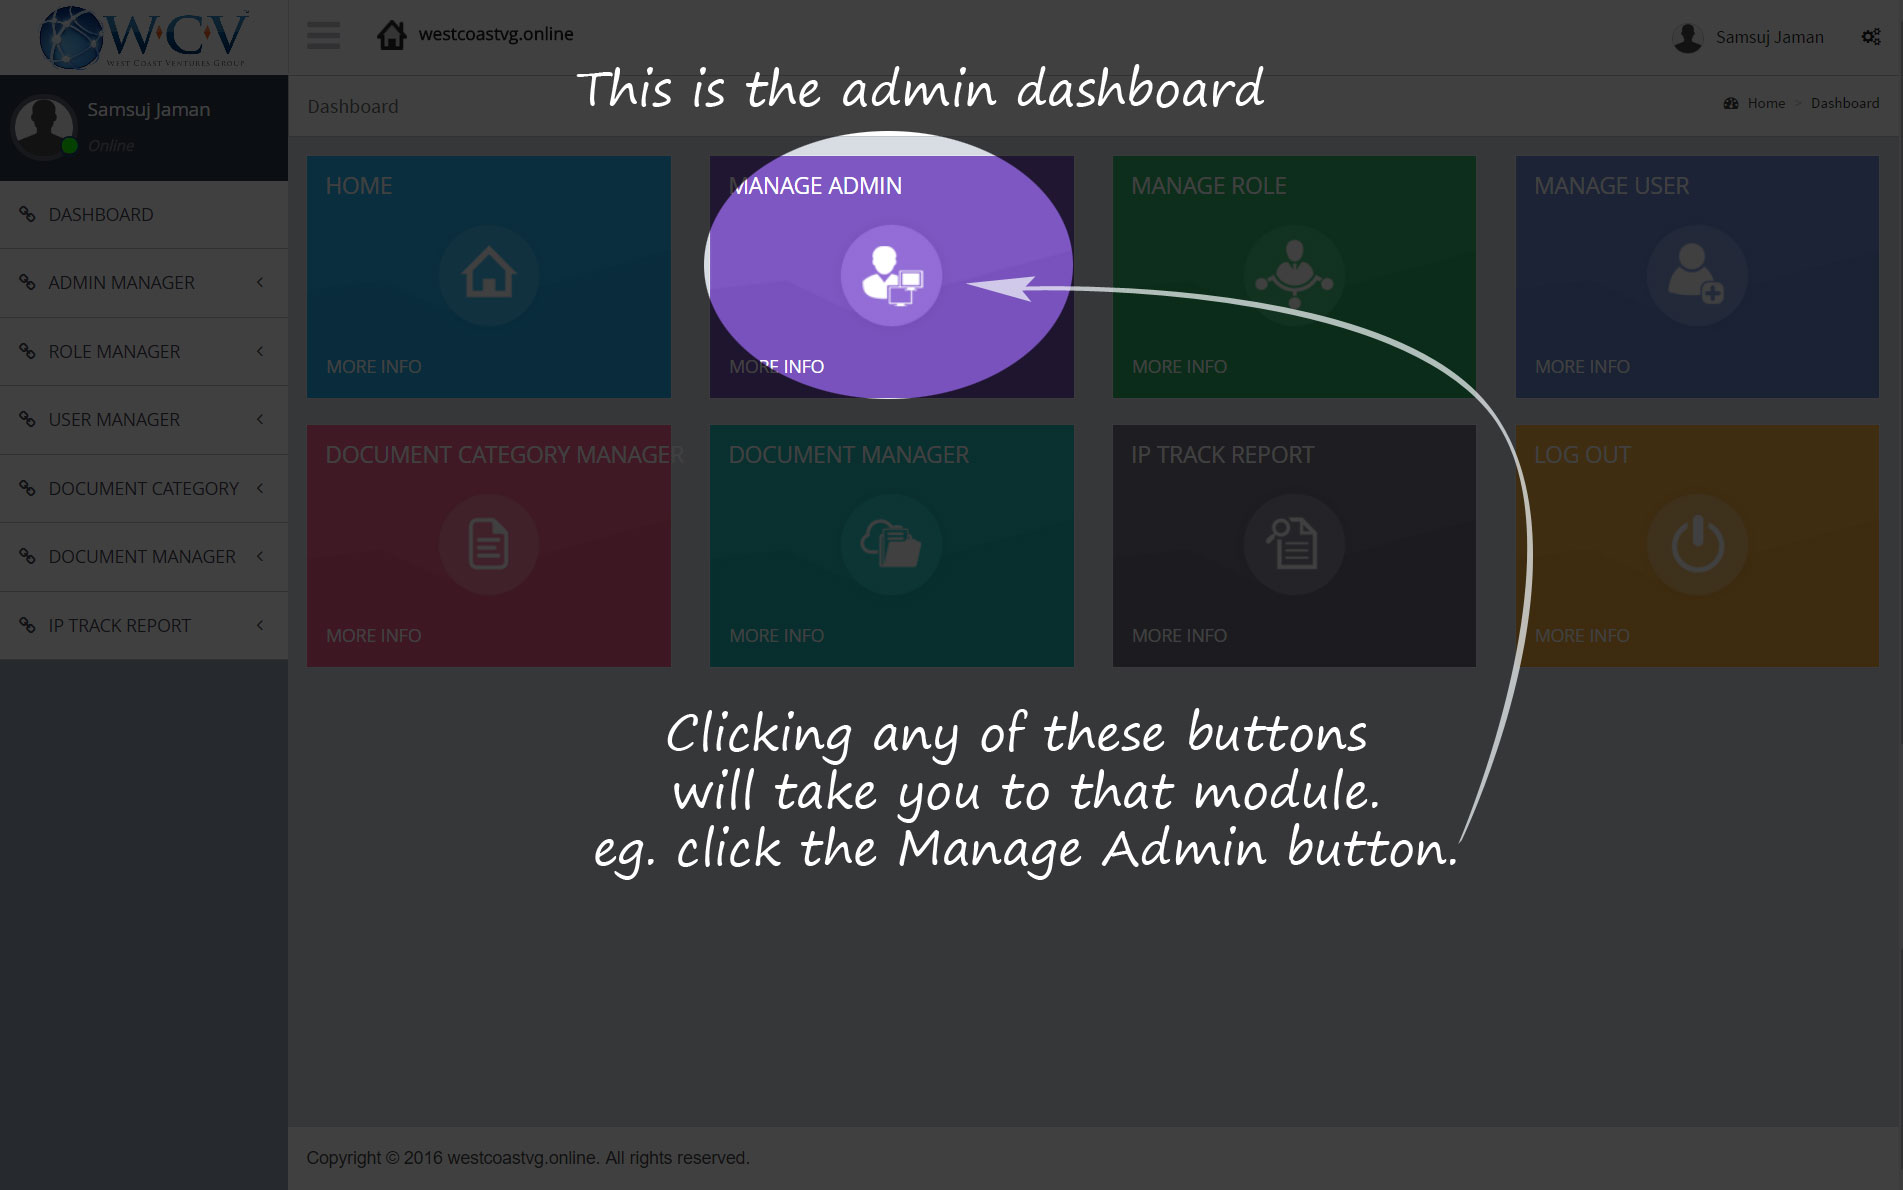 WCV
WEST COAST VENTURES GROUP
westcoastvg.online
Samsuj Jaman
This is the admin dashboard
Samsuj Jaman
Online
Dashboard
Home > Dashboard
DASHBOARD
ADMIN MANAGER
ROLE MANAGER
USER MANAGER
DOCUMENT CATEGORY
DOCUMENT MANAGER
IP TRACK REPORT
HOME
MORE INFO
MANAGE ADMIN
MORE INFO
MANAGE ROLE
MORE INFO
MANAGE USER
MORE INFO
DOCUMENT CATEGORY MANAGER
MORE INFO
DOCUMENT MANAGER
MORE INFO
IP TRACK REPORT
MORE INFO
LOG OUT
MORE INFO
Clicking any of these buttons
will take you to that module.
eg. click the Manage Admin button.
Copyright © 2016 westcoastvg.online. All rights reserved.